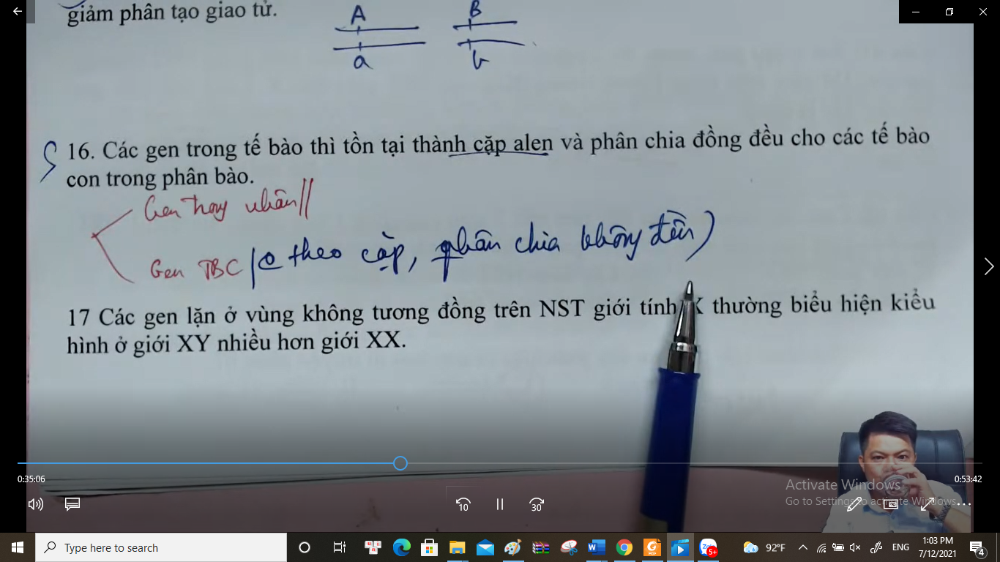 giảm phân tạo giao tử.
A B
a b
S 16. Các gen trong tế bào thì tồn tại thành cặp alen và phân chia đồng đều cho các tế bào
con trong phân bào.
Gen trong nhân
Gen TBC (0 theo cặp, phân chia không đều)
17 Các gen lặn ở vùng không tương đồng trên NST giới tính X thường biểu hiện kiểu
hình ở giới XY nhiều hơn giới XX.
0:35:06
0:53:42
10
30
Activate Windows
Go to Settings to activate Windows.
Type here to search
92°F
ENG
1:03 PM
7/12/2021
5+
4